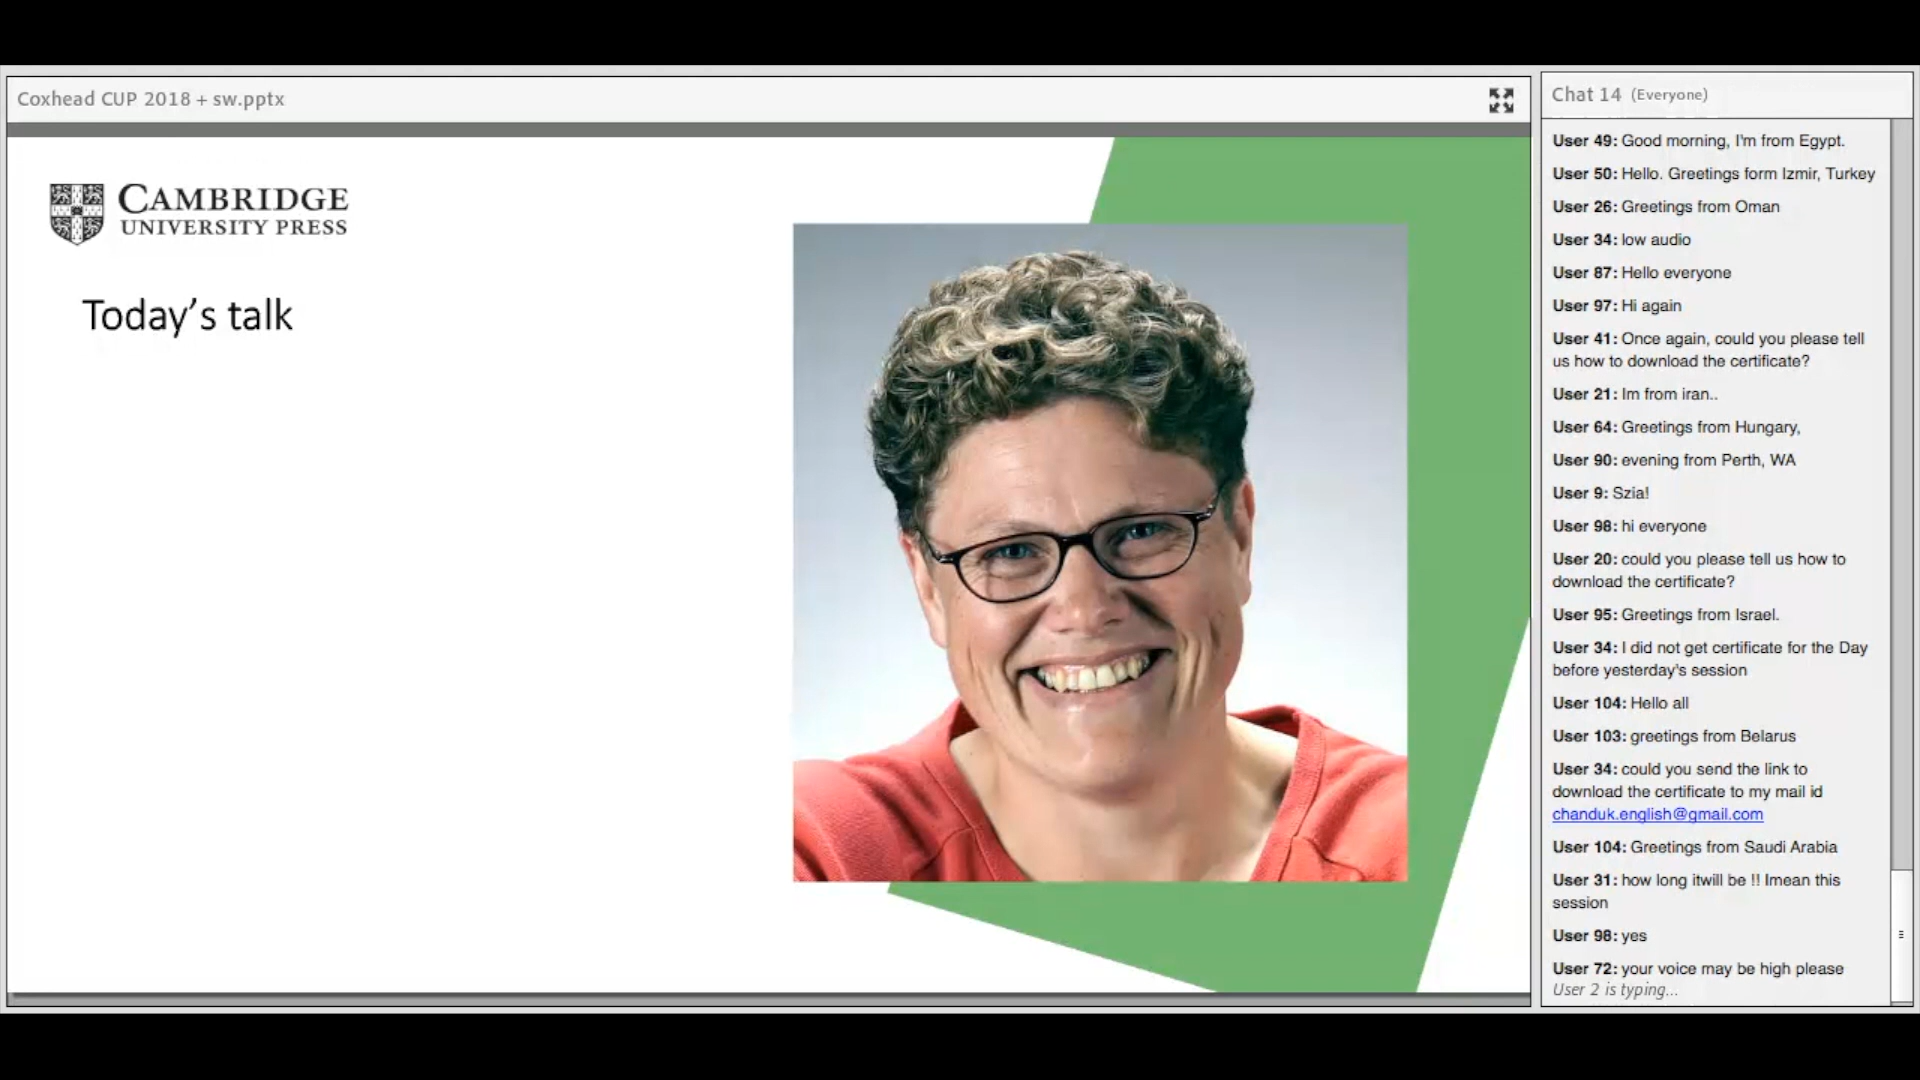 Coxhead CUP 2018 + sw.pptx
CAMBRIDGE
UNIVERSITY PRESS
Today's talk
Chat 14 (Everyone)
User 49: Good morning, I'm from Egypt.
User 50: Hello. Greetings form Izmir, Turkey
User 26: Greetings from Oman
User 34: low audio
User 87: Hello everyone
User 97: Hi again
User 41: Once again, could you please tell
us how to download the certificate?
User 21: Im from iran..
User 64: Greetings from Hungary,
User 90: evening from Perth, WA
User 9: Szia!
User 98: hi everyone
User 20: could you please tell us how to
download the certificate?
User 95: Greetings from Israel.
User 34: I did not get certificate for the Day
before yesterday's session
User 104: Hello all
User 103: greetings from Belarus
User 34: could you send the link to
download the certificate to my mail id
chanduk.english@gmail.com
User 104: Greetings from Saudi Arabia
User 31: how long itwill be !! Imean this
session
User 98: yes
User 72: your voice may be high please
User 2 is typing...